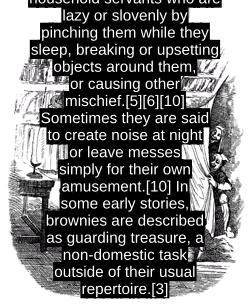 household servants who are
lazy or slovenly by
pinching them while they
sleep, breaking or upsetting
objects around them,
or causing other
mischief.[5][6][10]
Sometimes they are said
to create noise at night
or leave messes
simply for their own
amusement.[10] In
some early stories,
brownies are described
as guarding treasure, a
non-domestic task
outside of their usual
repertoire.[3]